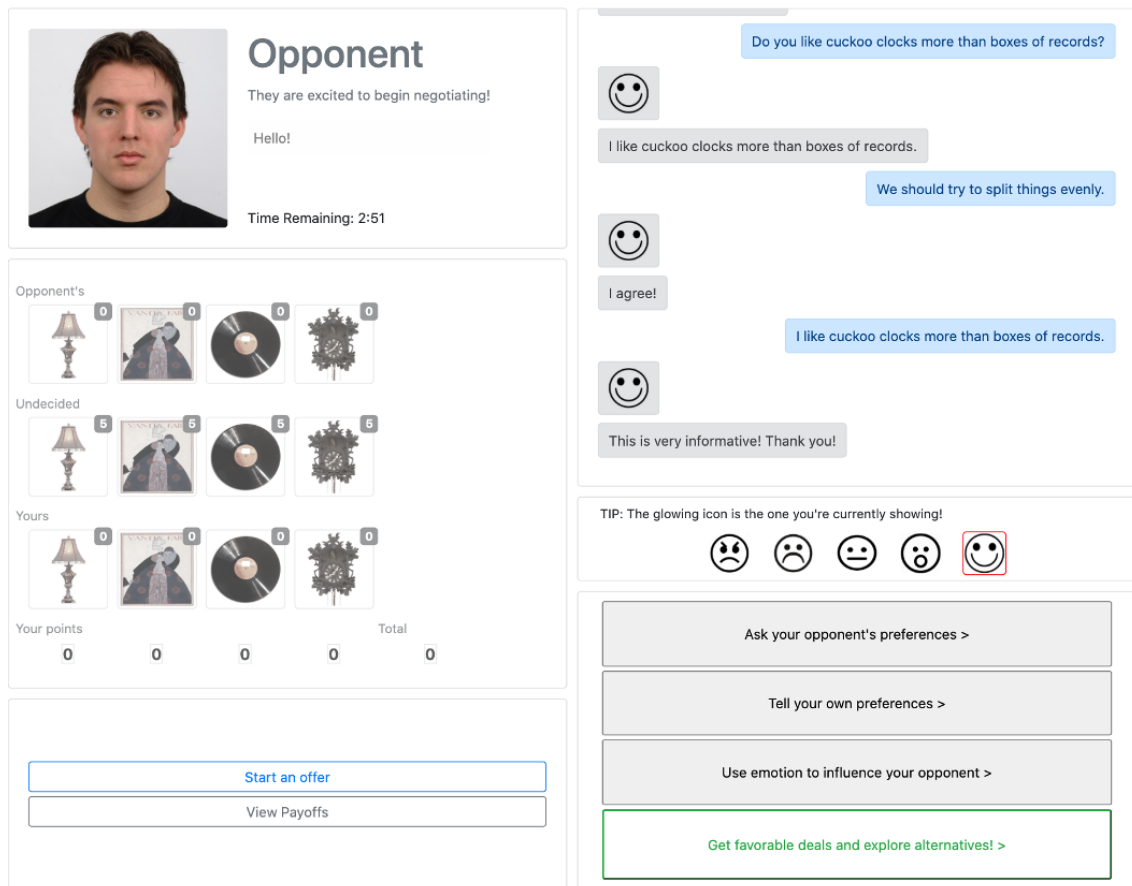 Opponent
They are excited to begin negotiating!
Hello!
Time Remaining: 2:51
Opponent's
0 0 0 0
Undecided
5 5 5 5
Yours
0 0 0 0
Your points Total
0 0 0 0 0
Start an offer
View Payoffs
Do you like cuckoo clocks more than boxes of records?
I like cuckoo clocks more than boxes of records.
We should try to split things evenly.
I agree!
I like cuckoo clocks more than boxes of records.
This is very informative! Thank you!
TIP: The glowing icon is the one you're currently showing!
Ask your opponent's preferences >
Tell your own preferences >
Use emotion to influence your opponent >
Get favorable deals and explore alternatives! >